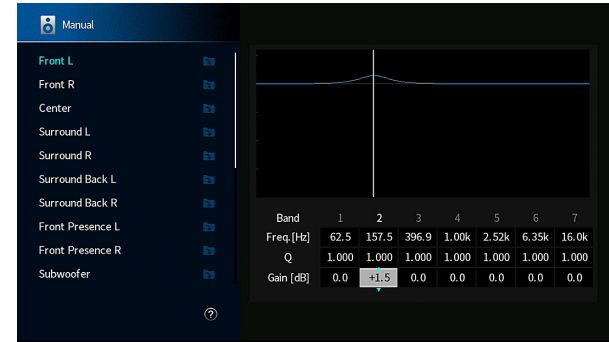 Manual
Front L
Front R
Center
Surround L
Surround R
Surround Back L
Surround Back R
Front Presence L
Front Presence R
Subwoofer
?
Band 1 2 3 4 5 6 7
Freq.[Hz] 62.5 157.5 396.9 1.00k 2.52k 6.35k 16.0k
Q 1.000 1.000 1.000 1.000 1.000 1.000 1.000
Gain [dB] 0.0 +1.5 0.0 0.0 0.0 0.0 0.0